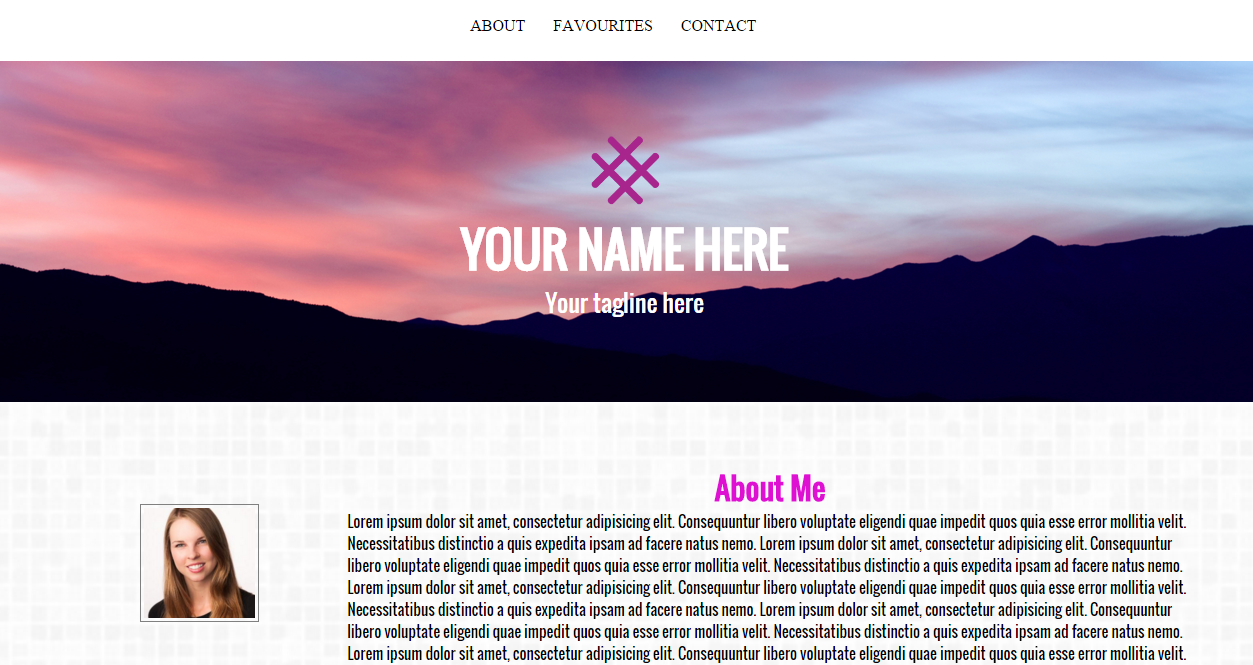 ABOUT FAVOURITES CONTACT
YOUR NAME HERE
Your tagline here
About Me
Lorem ipsum dolor sit amet, consectetur adipisicing elit. Consequuntur libero voluptate eligendi quae impedit quos quia esse error mollitia velit.
Necessitatibus distinctio a quis expedita ipsam ad facere natus nemo. Lorem ipsum dolor sit amet, consectetur adipisicing elit. Consequuntur
libero voluptate eligendi quae impedit quos quia esse error mollitia velit. Necessitatibus distinctio a quis expedita ipsam ad facere natus nemo.
Lorem ipsum dolor sit amet, consectetur adipisicing elit. Consequuntur libero voluptate eligendi quae impedit quos quia esse error mollitia velit.
Necessitatibus distinctio a quis expedita ipsam ad facere natus nemo. Lorem ipsum dolor sit amet, consectetur adipisicing elit. Consequuntur
libero voluptate eligendi quae impedit quos quia esse error mollitia velit. Necessitatibus distinctio a quis expedita ipsam ad facere natus nemo.
Lorem ipsum dolor sit amet, consectetur adipisicing elit. Consequuntur libero voluptate eligendi quae impedit quos quia esse error mollitia velit.